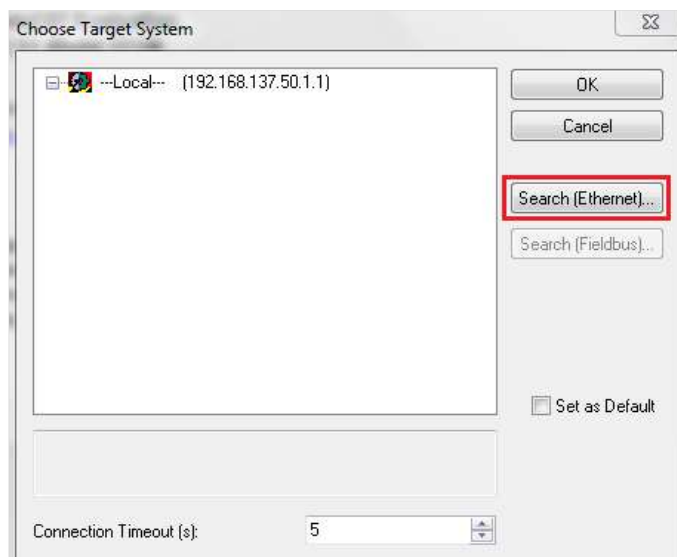 Choose Target System
---Local--- (192.168.137.50.1.1)
OK
Cancel
Search (Ethernet)...
Search (Fieldbus)...
Set as Default
Connection Timeout (s): 5